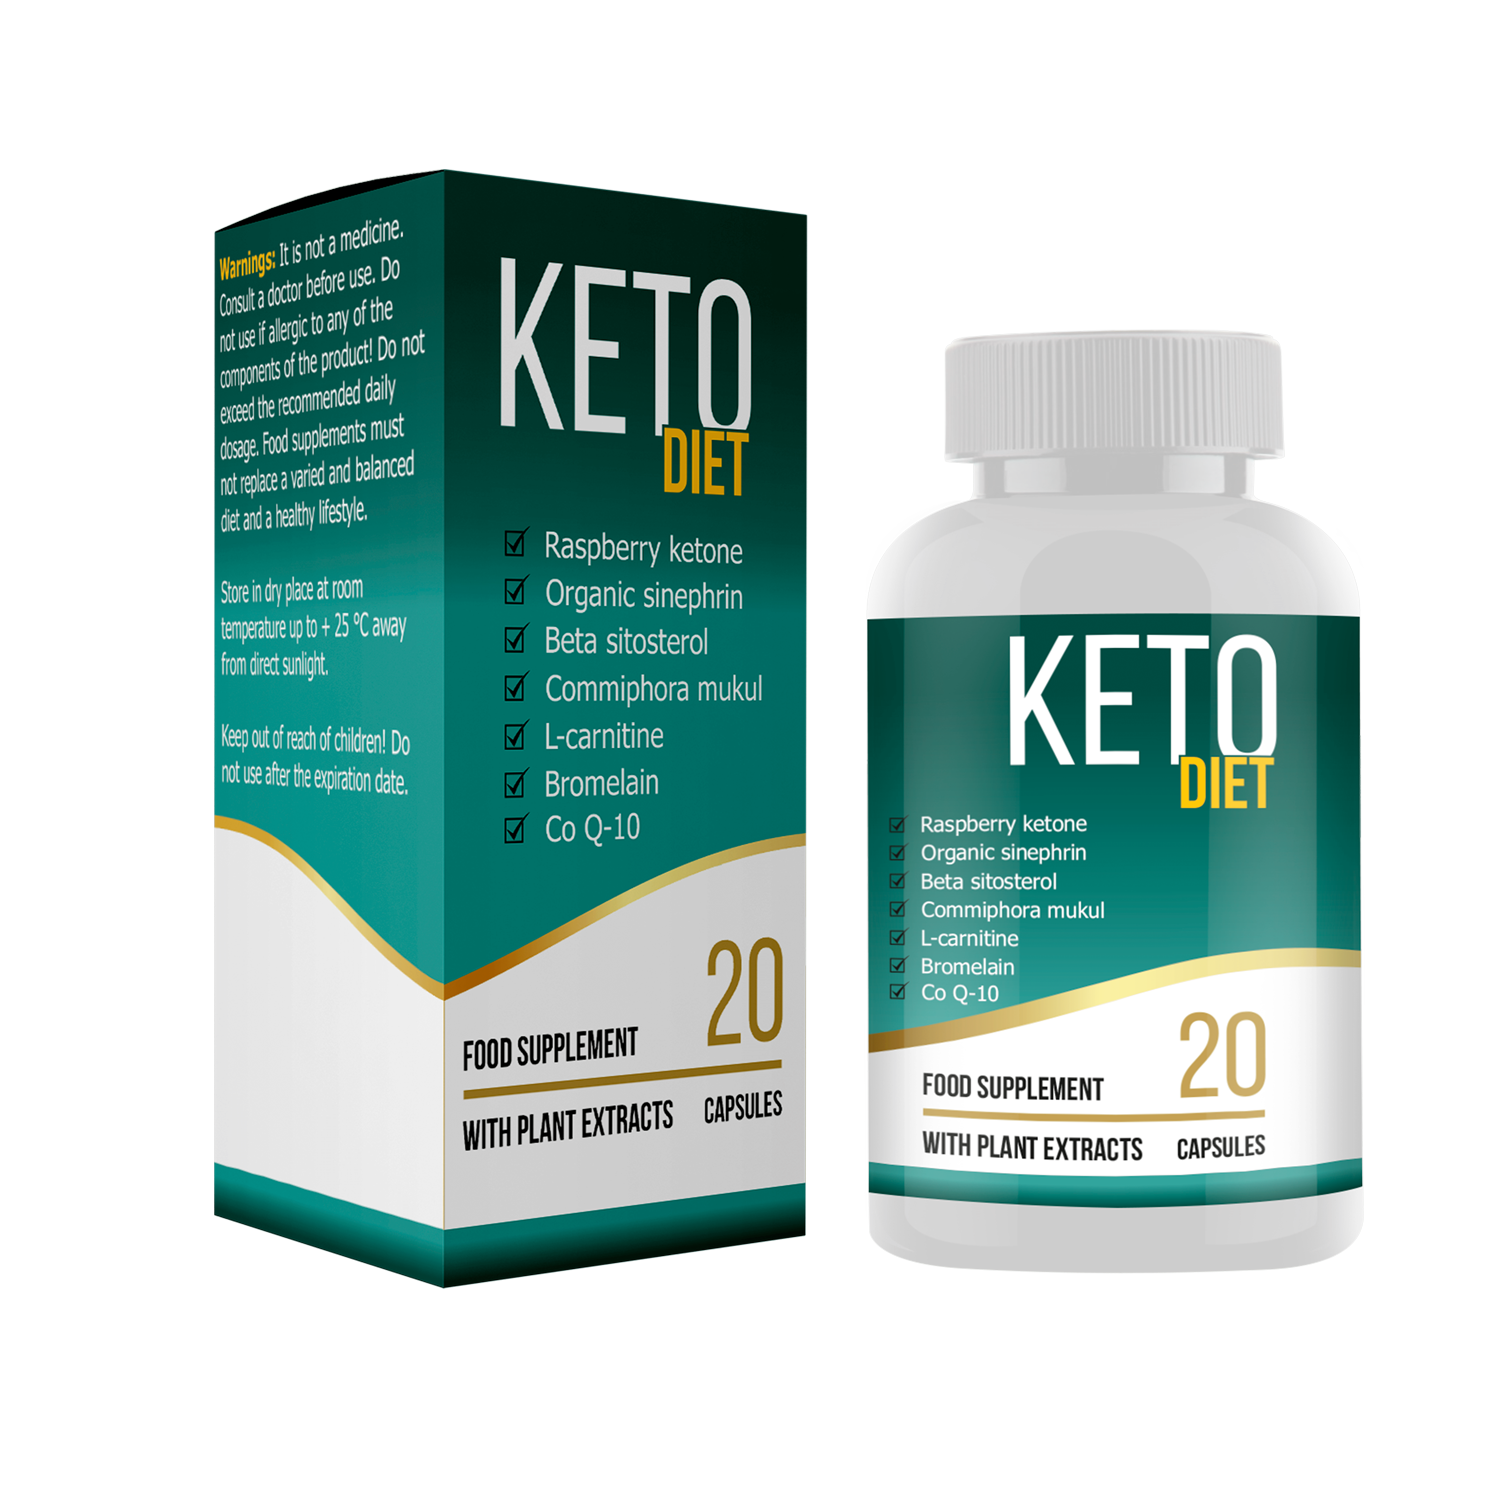 Warnings: It is not a medicine.
Consult a doctor before use. Do
not use if allergic to any of the
components of the product! Do not
exceed the recommended daily
dosage. Food supplements must
not replace a varied and balanced
diet and a healthy lifestyle.
Store in dry place at room
temperature up to + 25 °C away
from direct sunlight.
Keep out of reach of children! Do
not use after the expiration date.
KETO
DIET
Raspberry ketone
Organic sinephrin
Beta sitosterol
Commiphora mukul
L-carnitine
Bromelain
Co Q-10
20
FOOD SUPPLEMENT
WITH PLANT EXTRACTS
CAPSULES
KETO
DIET
Raspberry ketone
Organic sinephrin
Beta sitosterol
Commiphora mukul
L-carnitine
Bromelain
Co Q-10
20
FOOD SUPPLEMENT
WITH PLANT EXTRACTS
CAPSULES